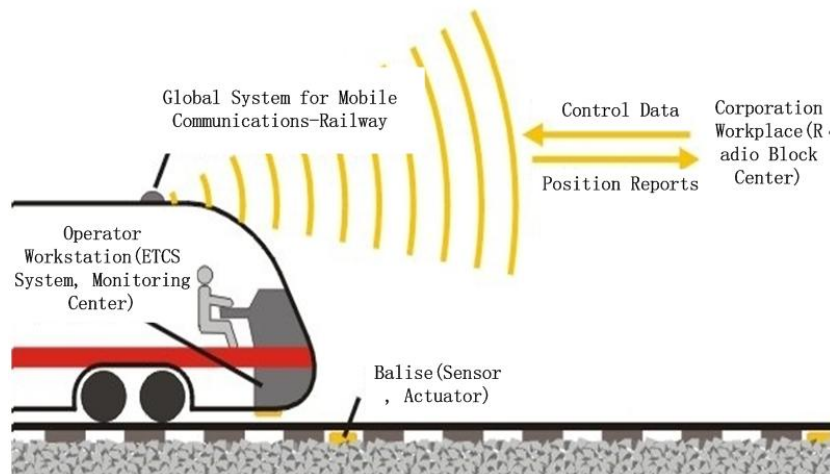 Global System for Mobile
Communications-Railway
Control Data
Position Reports
Corporation
Workplace(R
adio Block
Center)
Operator
Workstation(ETCS
System, Monitoring
Center)
Balise(Sensor
, Actuator)